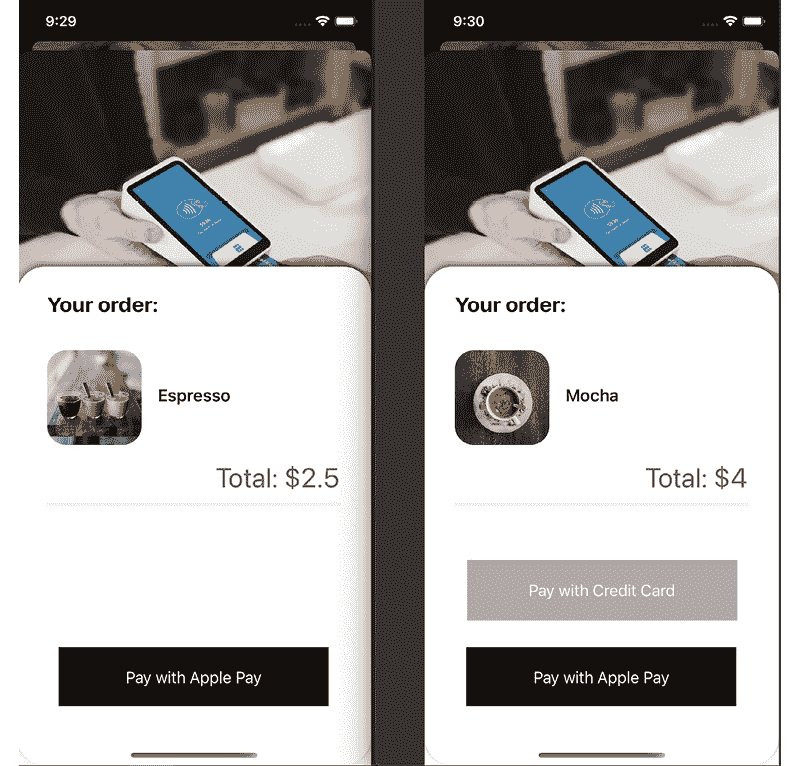 9:29
Your order:
Espresso
Total: $2.5
Pay with Apple Pay
9:30
Your order:
Mocha
Total: $4
Pay with Credit Card
Pay with Apple Pay